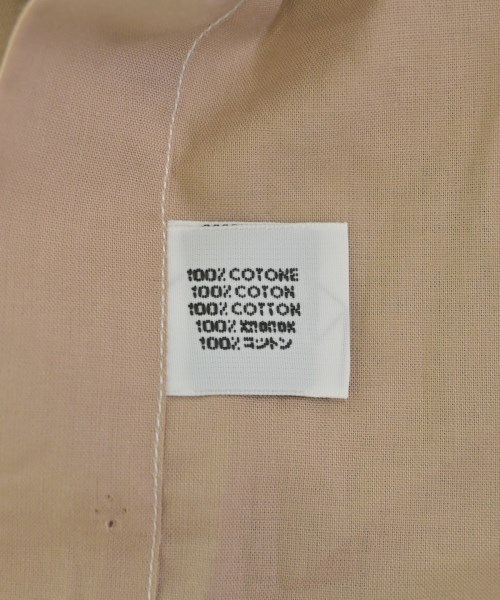 100% COTONE
100% COTON
100% COTTON
100% хлопок
100% コットン